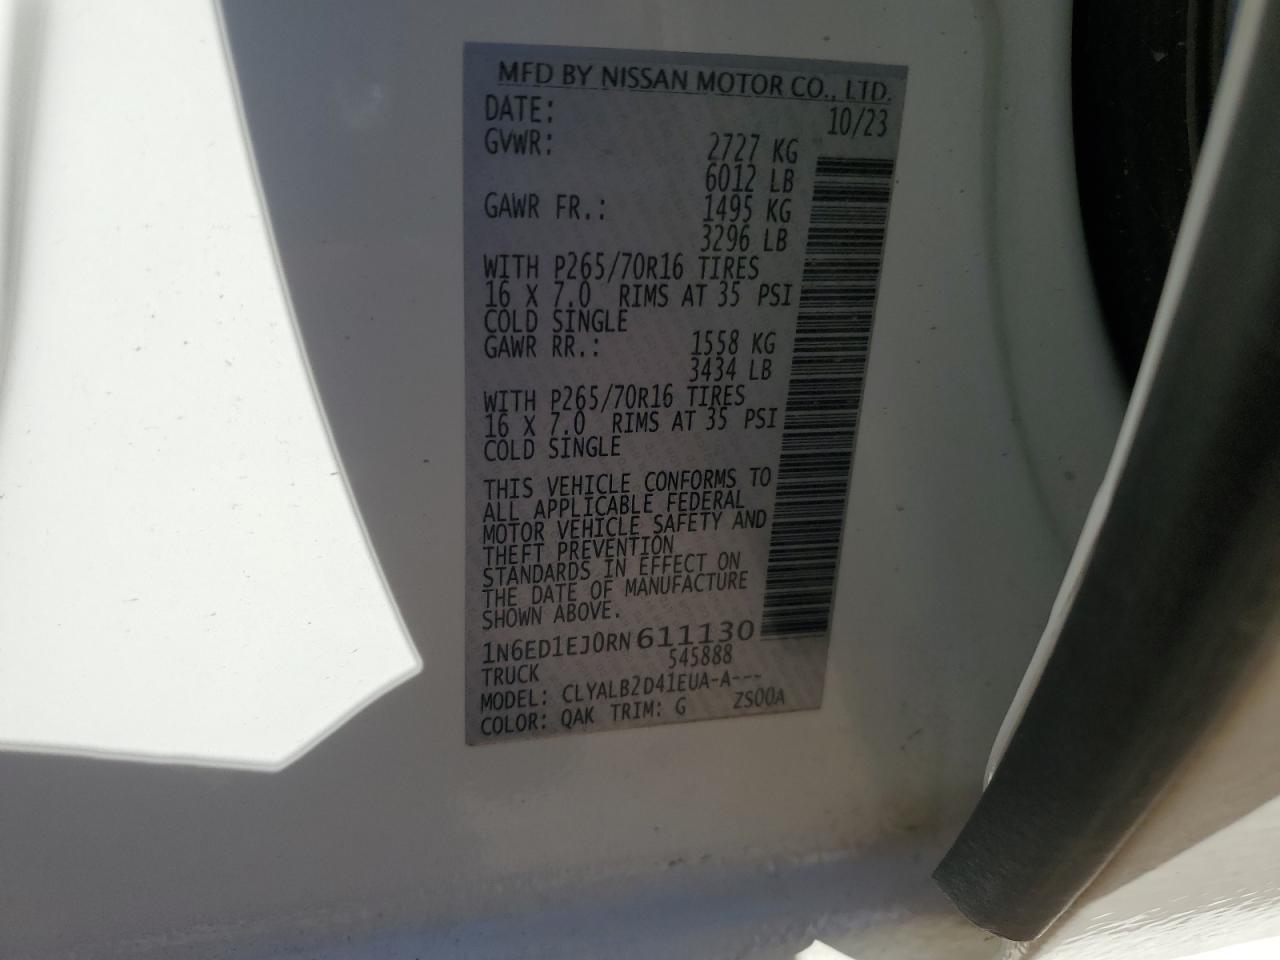 MFD BY NISSAN MOTOR CO., LTD.
DATE: 10/23
GVWR: 2727 KG
6012 LB
GAWR FR.: 1495 KG
3296 LB
WITH P265/70R16 TIRES
16 X 7.0 RIMS AT 35 PSI
COLD SINGLE
GAWR RR.: 1558 KG
3434 LB
WITH P265/70R16 TIRES
16 X 7.0 RIMS AT 35 PSI
COLD SINGLE
THIS VEHICLE CONFORMS TO
ALL APPLICABLE FEDERAL
MOTOR VEHICLE SAFETY AND
THEFT PREVENTION
STANDARDS IN EFFECT ON
THE DATE OF MANUFACTURE
SHOWN ABOVE.
1N6ED1EJ0RN611130
TRUCK 545888
MODEL: CLYALB2D41EUA-A---
COLOR: QAK TRIM: G ZS00A